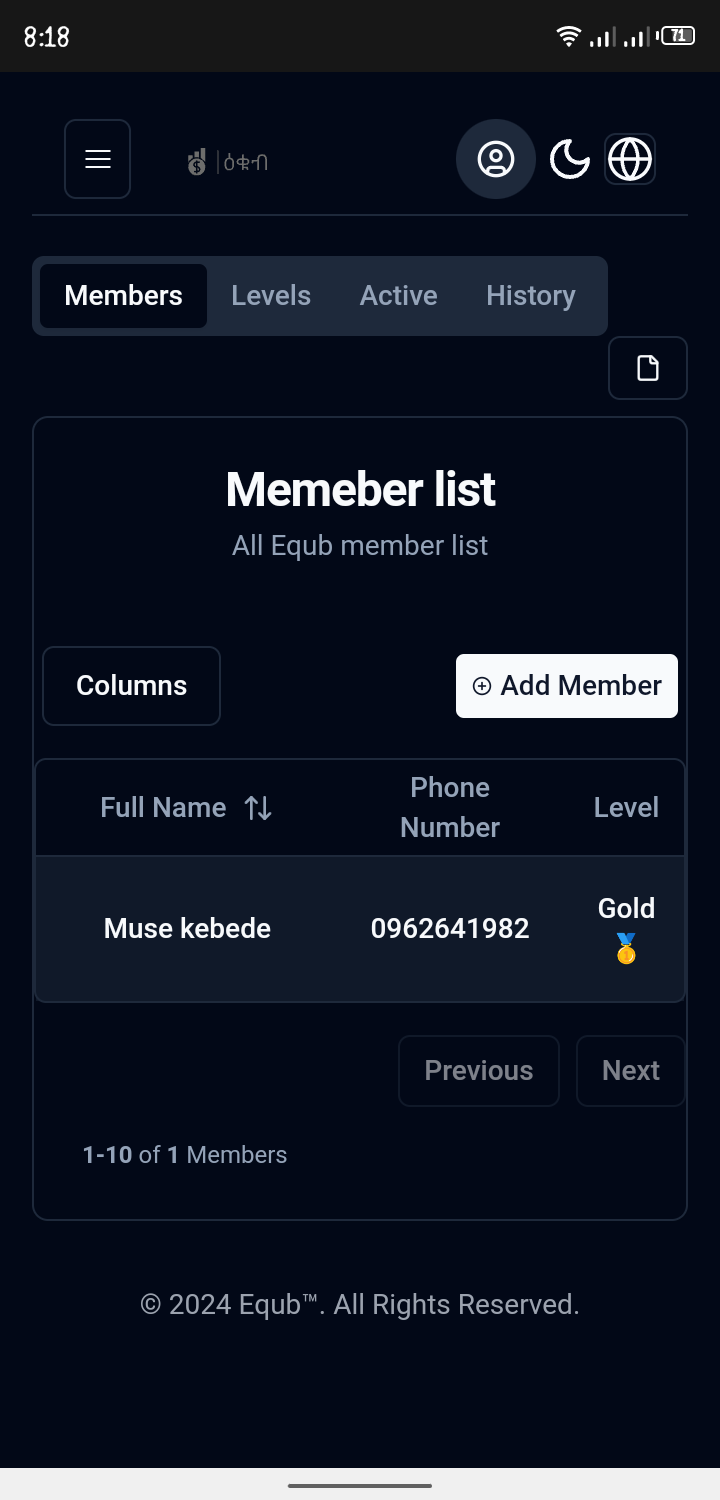 8:18
71
$ ዕቁብ
Members Levels Active History
Memeber list
All Equb member list
Columns
Add Member
Full Name Phone Number Level
Muse kebede 0962641982 Gold
Previous Next
1-10 of 1 Members
© 2024 Equb™. All Rights Reserved.